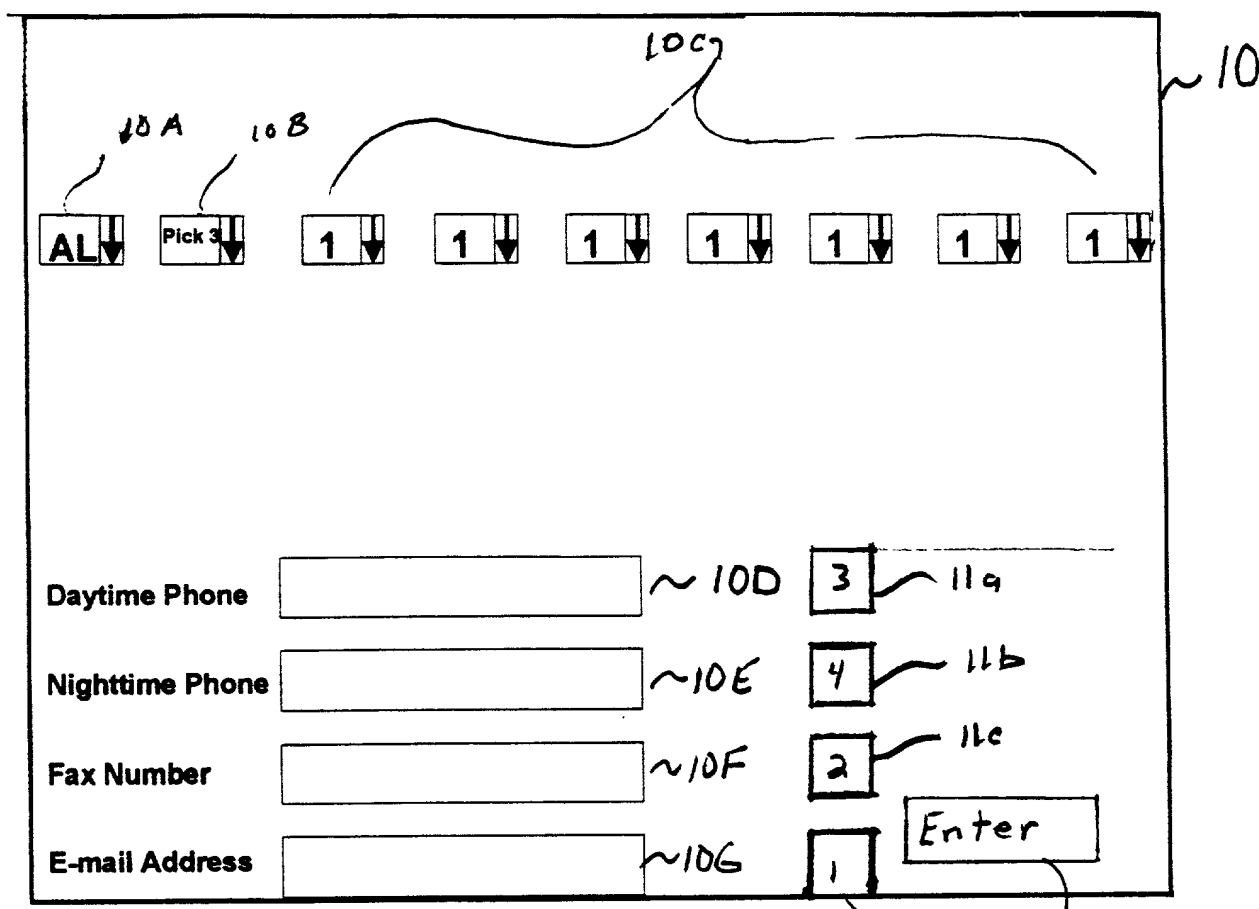 10C
10
10A 10B
AL Pick 3 1 1 1 1 1 1 1
Daytime Phone 10D 3 11a
Nighttime Phone 10E 4 11b
Fax Number 10F 2 11c
Enter
E-mail Address 10G 1